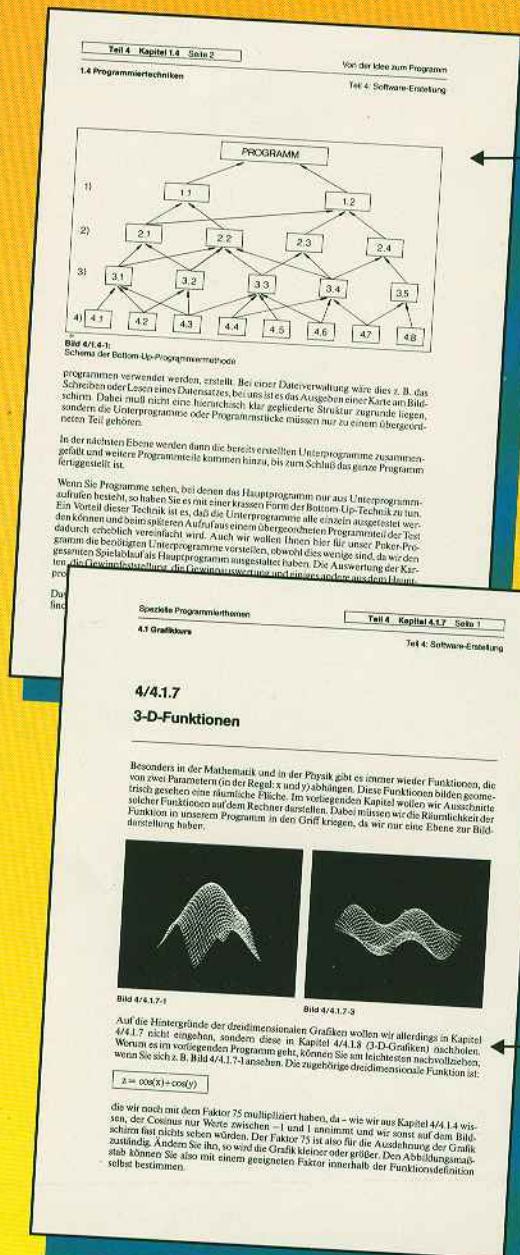 Teil 4 Kapitel 1.4 Seite 2
Von der Idee zum Programm
1.4 Programmiertechniken
Teil 4: Software-Erstellung
PROGRAMM
1)
1.1
1.2
2)
2.1
2.2
2.3
2.4
3)
3.1
3.2
3.3
3.4
3.5
4)
4.1
4.2
4.3
4.4
4.5
4.6
4.7
4.8
Bild 4/1.4-1:
Schema der Bottom-Up-Programmiermethode
programmen verwendet werden, erstellt. Bei einer Dateiverwaltung wäre dies z. B. das
Schreiben oder Lesen eines Datensatzes, bei uns ist es das Ausgeben einer Karte am Bild-
schirm. Dabei muß nicht eine hierarchisch klar gegliederte Struktur zugrunde liegen,
sondern die Unterprogramme oder Programmstücke müssen nur zu einem übergeord-
neten Teil gehören.
In der nächsten Ebene werden dann die bereits erstellten Unterprogramme zusammen-
gefaßt und weitere Programmteile kommen hinzu, bis zum Schluß das ganze Programm
fertiggestellt ist.
Wenn Sie Programme sehen, bei denen das Hauptprogramm nur aus Unterprogramm-
aufrufen besteht, so haben Sie es mit einer krassen Form der Bottom-Up-Technik zu tun.
Ein Vorteil dieser Technik ist es, daß die Unterprogramme alle einzeln ausgetestet wer-
den können und beim späteren Aufruf aus einem übergeordneten Programmteil der Test
dadurch erheblich vereinfacht wird. Auch wir wollen Ihnen hier für unser Poker-Pro-
gramm die benötigten Unterprogramme vorstellen, obwohl dies wenige sind, da wir den
gesamten Spielablauf als Hauptprogramm ausgestaltet haben. Die Auswertung der Kar-
ten, die Gewinnfeststellung, die Gewinnauswertung und einiges andere aus dem Haupt-
Spezielle Programmierthemen
Teil 4 Kapitel 4.1.7 Seite 1
4.1 Grafikkurs
Teil 4: Software-Erstellung
4/4.1.7
3-D-Funktionen
Besonders in der Mathematik und in der Physik gibt es immer wieder Funktionen, die
von zwei Parametern (in der Regel: x und y) abhängen. Diese Funktionen bilden geome-
trisch gesehen eine räumliche Fläche. Im vorliegenden Kapitel wollen wir Ausschnitte
solcher Funktionen auf dem Rechner darstellen. Dabei müssen wir die Räumlichkeit der
Funktion in unserem Programm in den Griff kriegen, da wir nur eine Ebene zur Bild-
darstellung haben.
Bild 4/4.1.7-1
Bild 4/4.1.7-3
Auf die Hintergründe der dreidimensionalen Grafiken wollen wir allerdings in Kapitel
4/4.1.7 nicht eingehen, sondern diese in Kapitel 4/4.1.8 (3-D-Grafiken) nachholen.
Worum es im vorliegenden Programm geht, können Sie am leichtesten nachvollziehen,
wenn Sie sich z. B. Bild 4/4.1.7-1 ansehen. Die zugehörige dreidimensionale Funktion ist:
z = cos(x)+cos(y)
die wir noch mit dem Faktor 75 multipliziert haben, da – wie wir aus Kapitel 4/4.1.4 wis-
sen, der Cosinus nur Werte zwischen –1 und 1 annimmt und wir sonst auf dem Bild-
schirm fast nichts sehen würden. Der Faktor 75 ist also für die Ausdehnung der Grafik
zuständig. Ändern Sie ihn, so wird die Grafik kleiner oder größer. Den Abbildungsmaß-
stab können Sie also mit einem geeigneten Faktor innerhalb der Funktionsdefinition
selbst bestimmen.